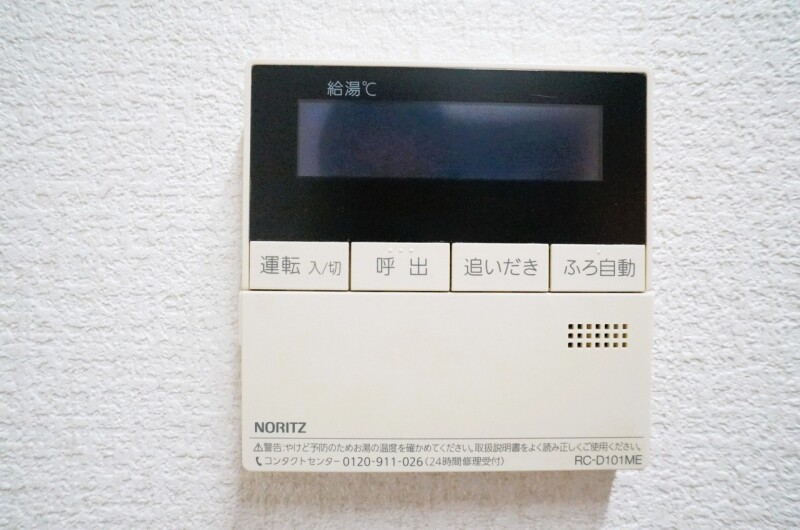 給湯℃
運転 入/切 呼出 追いだき ふろ自動
NORITZ
⚠警告:やけど予防のためお湯の温度を確かめてください。取扱説明書をよく読み正しくご使用ください。
コンタクトセンター 0120-911-026(24時間修理受付) RC-D101ME